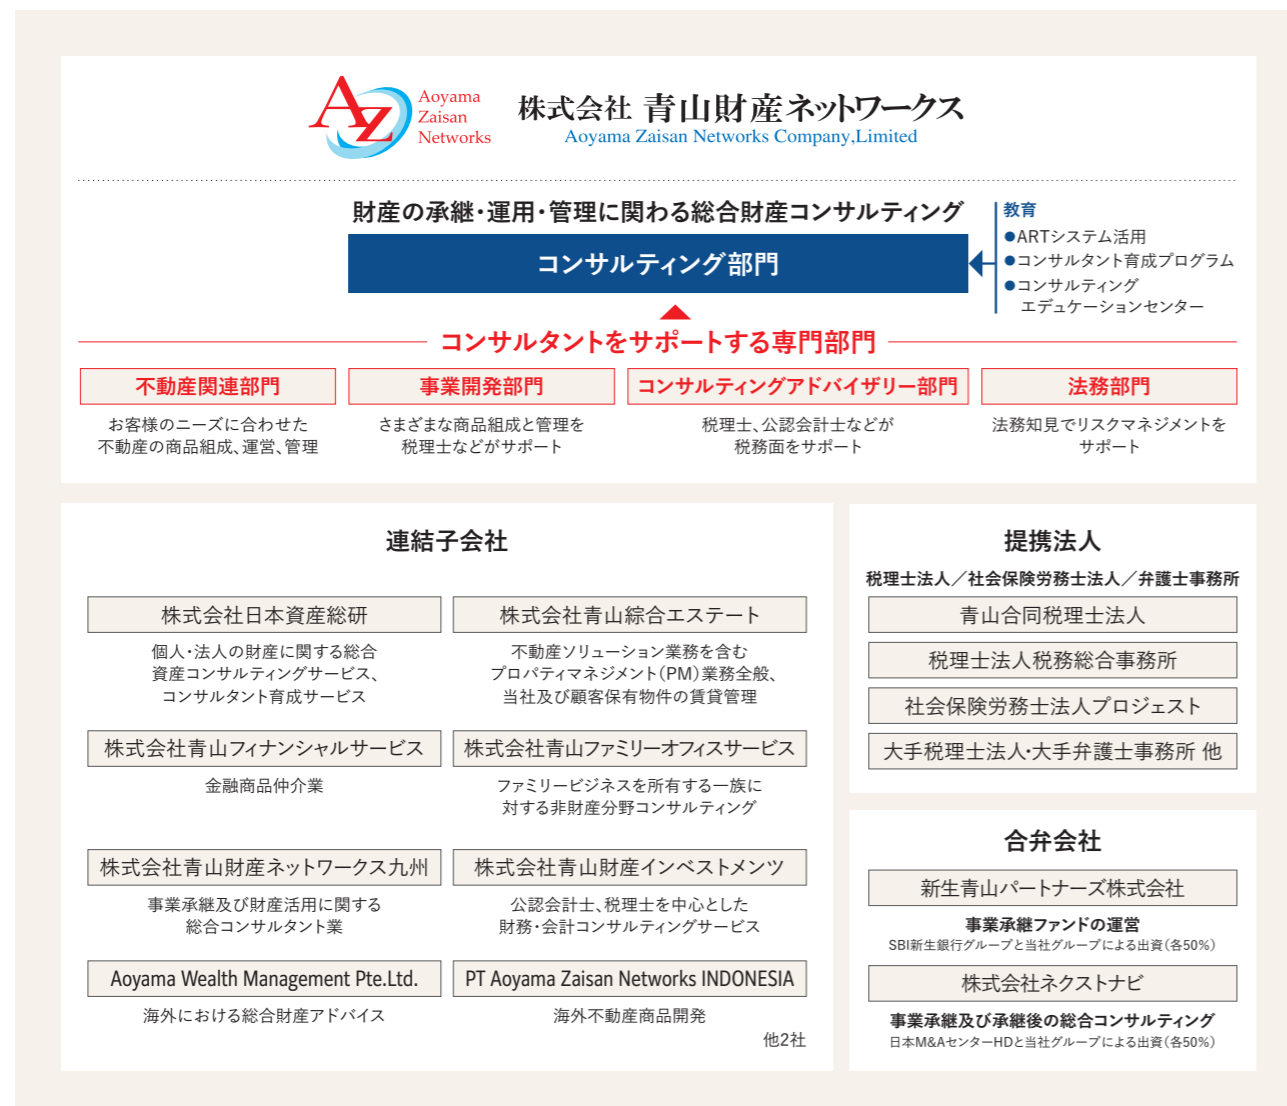 AZ
Aoyama
Zaisan
Networks
株式会社 青山財産ネットワークス
Aoyama Zaisan Networks Company,Limited
財産の承継・運用・管理に関わる総合財産コンサルティング
コンサルティング部門
教育
●ARTシステム活用
●コンサルタント育成プログラム
●コンサルティング
エデュケーションセンター
コンサルタントをサポートする専門部門
不動産関連部門
お客様のニーズに合わせた
不動産の商品組成、運営、管理
事業開発部門
さまざまな商品組成と管理を
税理士などがサポート
コンサルティングアドバイザリー部門
税理士、公認会計士などが
税務面をサポート
法務部門
法務知見でリスクマネジメントを
サポート
連結子会社
株式会社日本資産総研
個人・法人の財産に関する総合
資産コンサルティングサービス、
コンサルタント育成サービス
株式会社青山綜合エステート
不動産ソリューション業務を含む
プロパティマネジメント(PM)業務全般、
当社及び顧客保有物件の賃貸管理
株式会社青山フィナンシャルサービス
金融商品仲介業
株式会社青山ファミリーオフィスサービス
ファミリービジネスを所有する一族に
対する非財産分野コンサルティング
株式会社青山財産ネットワークス九州
事業承継及び財産活用に関する
総合コンサルタント業
株式会社青山財産インベストメンツ
公認会計士、税理士を中心とした
財務・会計コンサルティングサービス
Aoyama Wealth Management Pte.Ltd.
海外における総合財産アドバイス
PT Aoyama Zaisan Networks INDONESIA
海外不動産商品開発
他2社
提携法人
税理士法人／社会保険労務士法人／弁護士事務所
青山合同税理士法人
税理士法人税務総合事務所
社会保険労務士法人プロジェスト
大手税理士法人・大手弁護士事務所 他
合弁会社
新生青山パートナーズ株式会社
事業承継ファンドの運営
SBI新生銀行グループと当社グループによる出資(各50%)
株式会社ネクストナビ
事業承継及び承継後の総合コンサルティング
日本M&AセンターHDと当社グループによる出資(各50%)